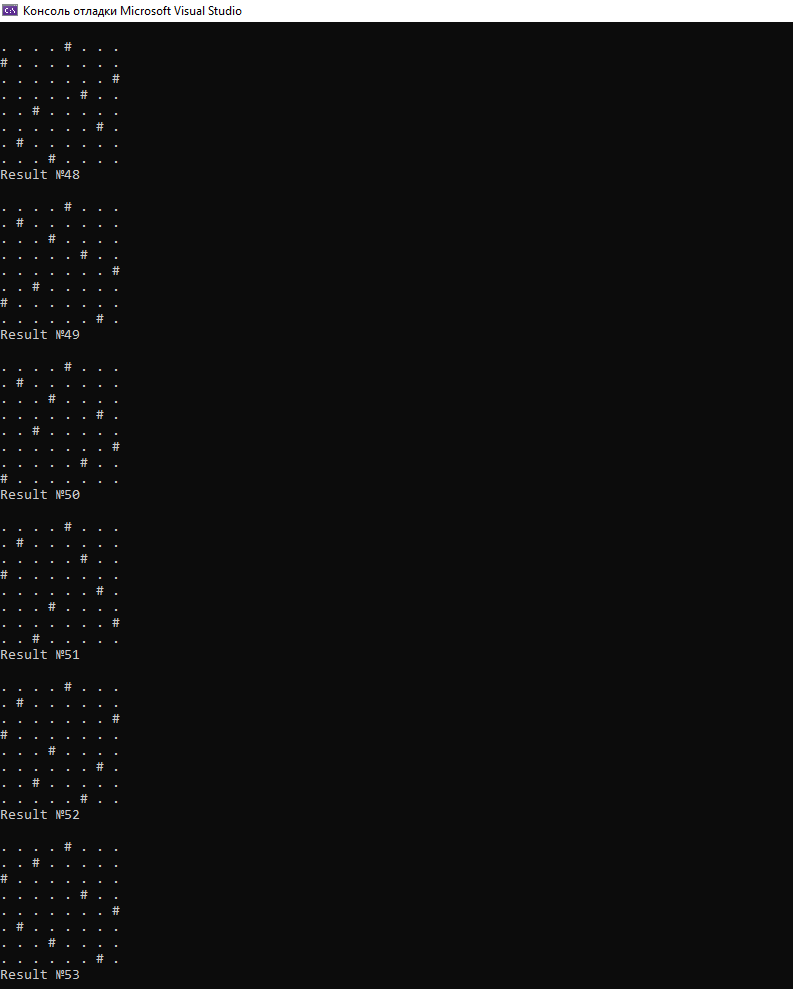 Консоль отладки Microsoft Visual Studio
. . . . # . . .
# . . . . . . .
. . . . . . . #
. . . . . # . .
. . # . . . . .
. . . . . . # .
. # . . . . . .
. . . # . . . .
Result №48
. . . . # . . .
. # . . . . . .
. . . # . . . .
. . . . . # . .
. . . . . . . #
. . # . . . . .
# . . . . . . .
. . . . . . # .
Result №49
. . . . # . . .
. # . . . . . .
. . . # . . . .
. . . . . . # .
. . # . . . . .
. . . . . . . #
. . . . . # . .
# . . . . . . .
Result №50
. . . . # . . .
. # . . . . . .
. . . . . # . .
# . . . . . . .
. . . . . . # .
. . . # . . . .
. . . . . . . #
. . # . . . . .
Result №51
. . . . # . . .
. # . . . . . .
. . . . . . . #
# . . . . . . .
. . . # . . . .
. . . . . . # .
. . # . . . . .
. . . . . # . .
Result №52
. . . . # . . .
. . # . . . . .
# . . . . . . .
. . . . . # . .
. . . . . . . #
. # . . . . . .
. . . # . . . .
. . . . . . # .
Result №53